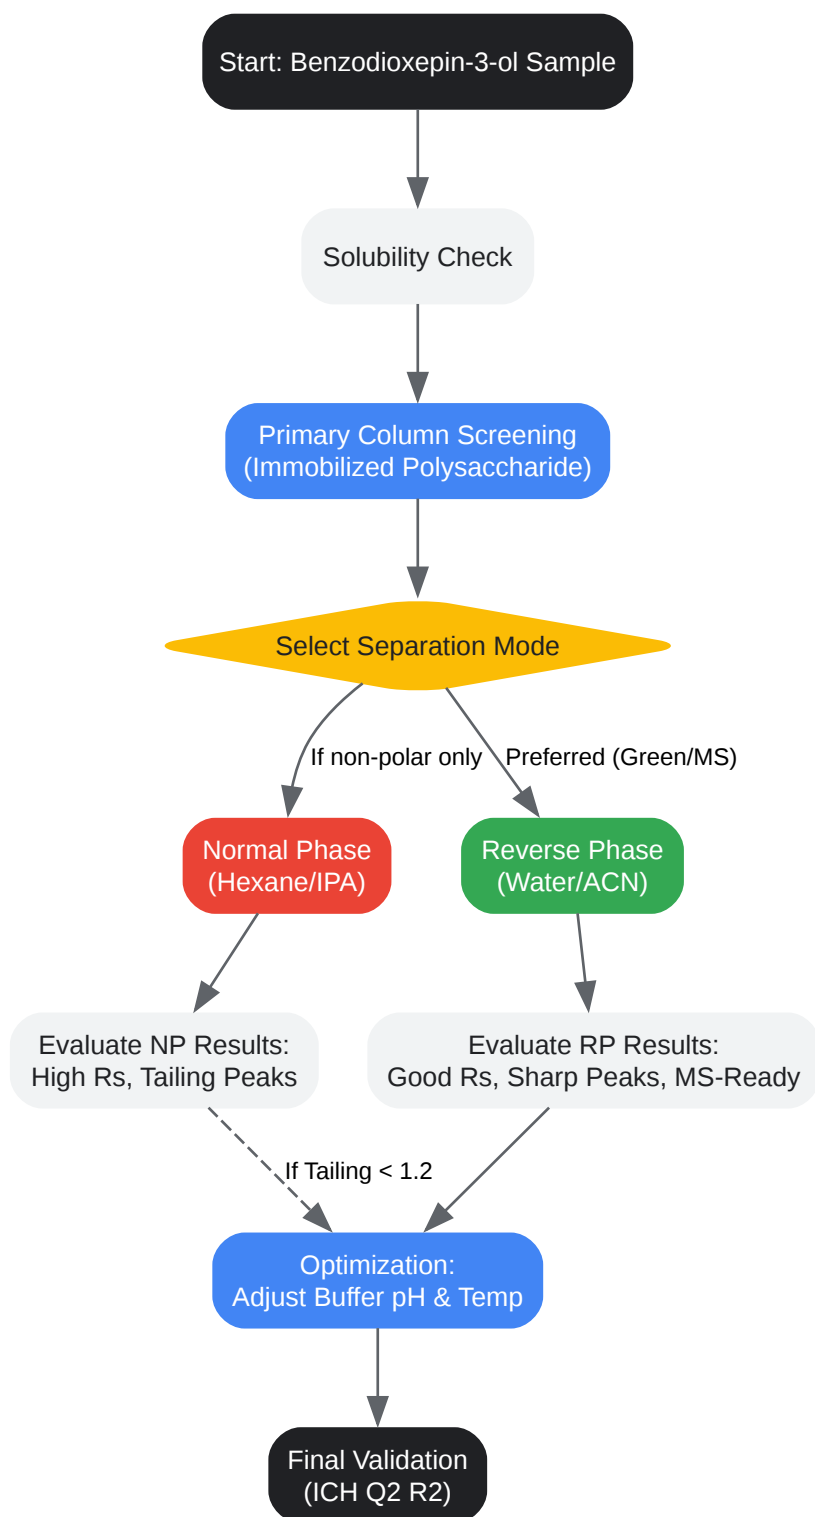 Start: Benzodioxepin-3-ol Sample
Solubility Check
Primary Column Screening
(Immobilized Polysaccharide)
Select Separation Mode
If non-polar only
Preferred (Green/MS)
Normal Phase
(Hexane/IPA)
Reverse Phase
(Water/ACN)
Evaluate NP Results:
High Rs, Tailing Peaks
Evaluate RP Results:
Good Rs, Sharp Peaks, MS-Ready
If Tailing < 1.2
Optimization:
Adjust Buffer pH & Temp
Final Validation
(ICH Q2 R2)